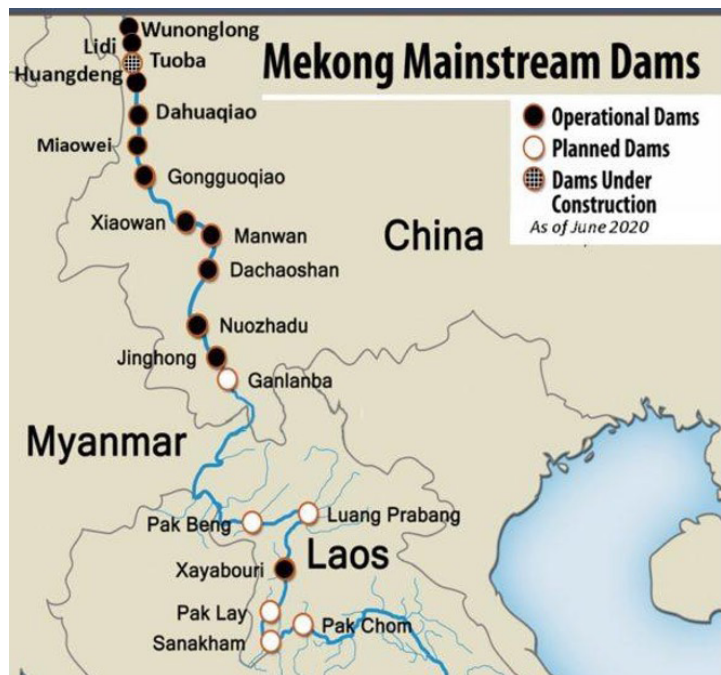 Wunonglong
Lidi
Tuoba
Mekong Mainstream Dams
Huangdeng
Operational Dams
Dahuaqiao
Planned Dams
Miaowei
Dams Under
Construction
Gongguoqiao
As of June 2020
Xiaowan
Manwan
China
Dachaoshan
Nuozhadu
Jinghong
Ganlanba
Myanmar
Luang Prabang
Pak Beng
Laos
Xayabouri
Pak Lay
Pak Chom
Sanakham